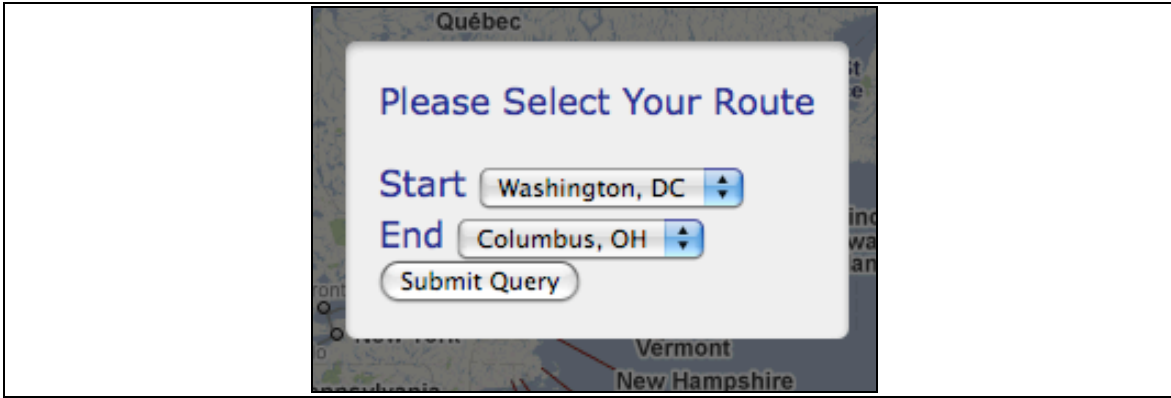 Québec
Please Select Your Route
Start Washington, DC
End Columbus, OH
Submit Query
Vermont
New Hampshire